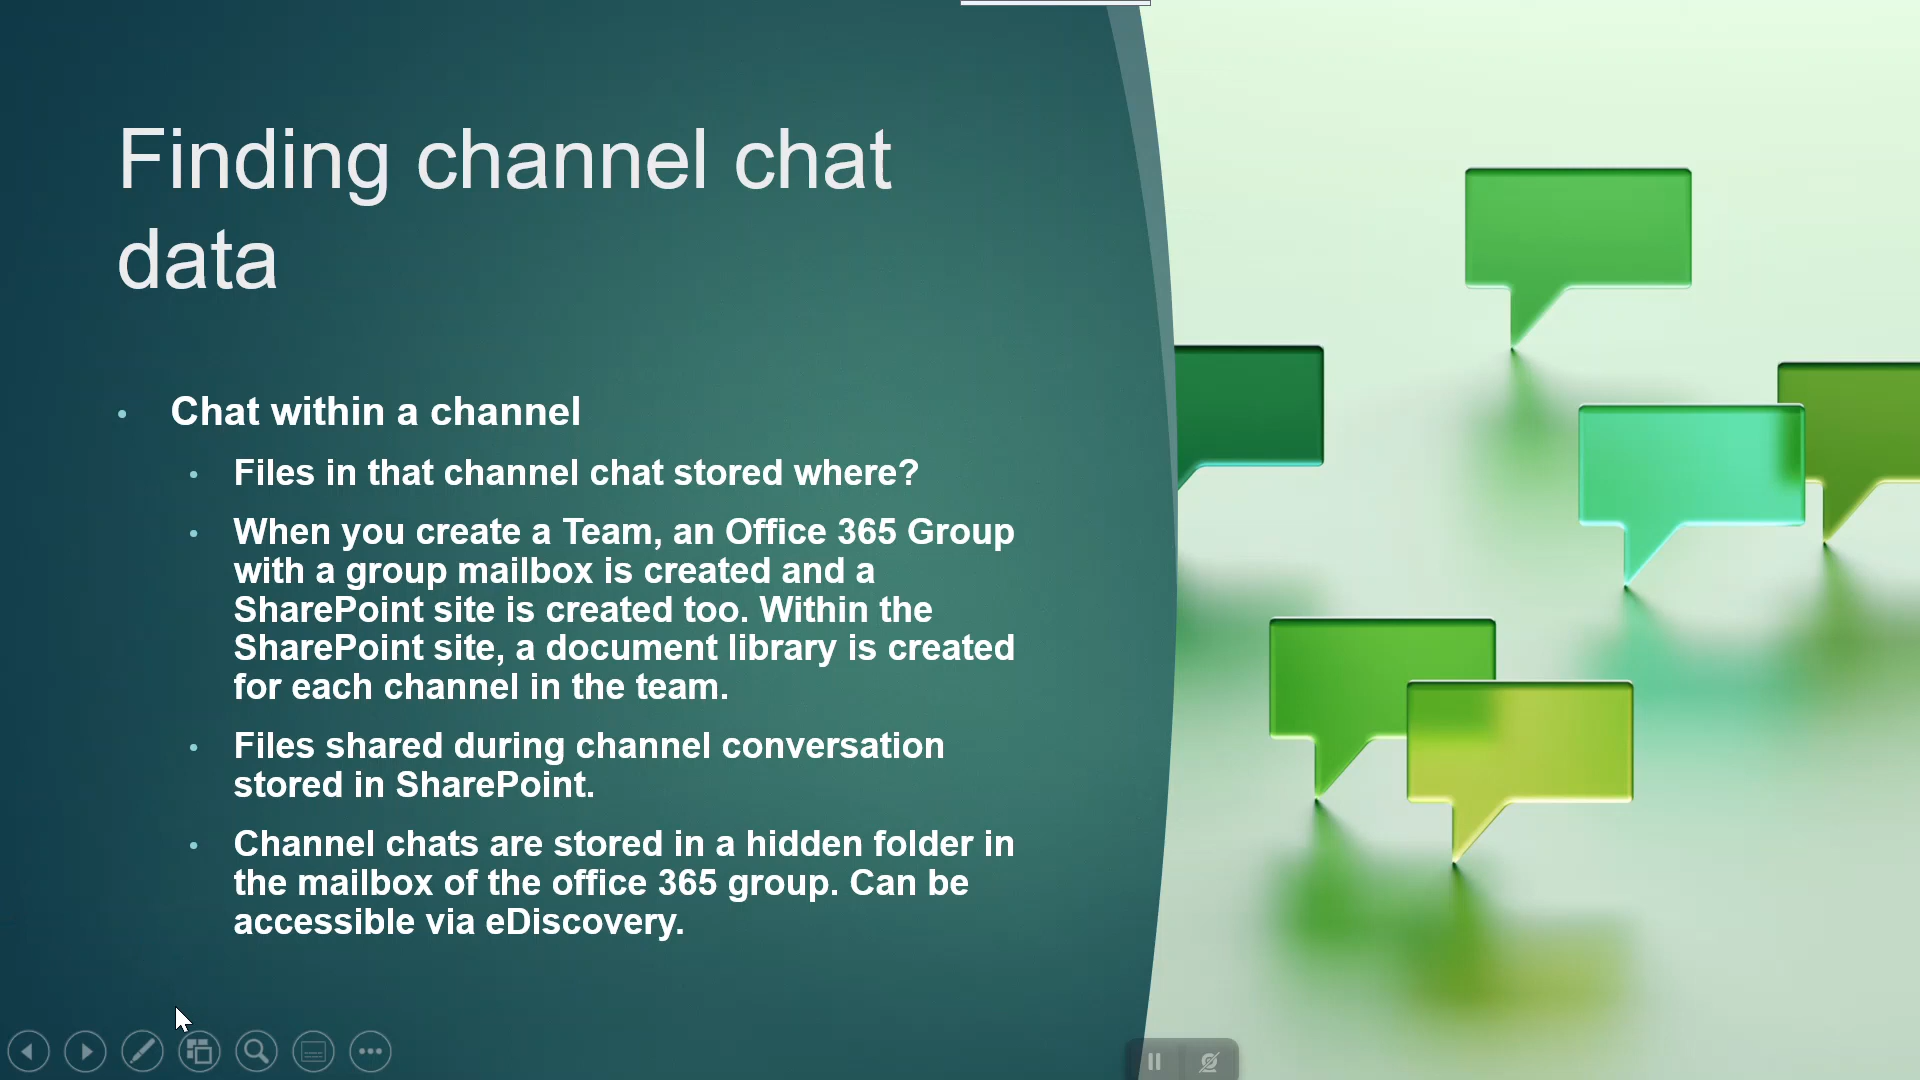 Finding channel chat
data
• Chat within a channel
• Files in that channel chat stored where?
• When you create a Team, an Office 365 Group
with a group mailbox is created and a
SharePoint site is created too. Within the
SharePoint site, a document library is created
for each channel in the team.
• Files shared during channel conversation
stored in SharePoint.
• Channel chats are stored in a hidden folder in
the mailbox of the office 365 group. Can be
accessible via eDiscovery.